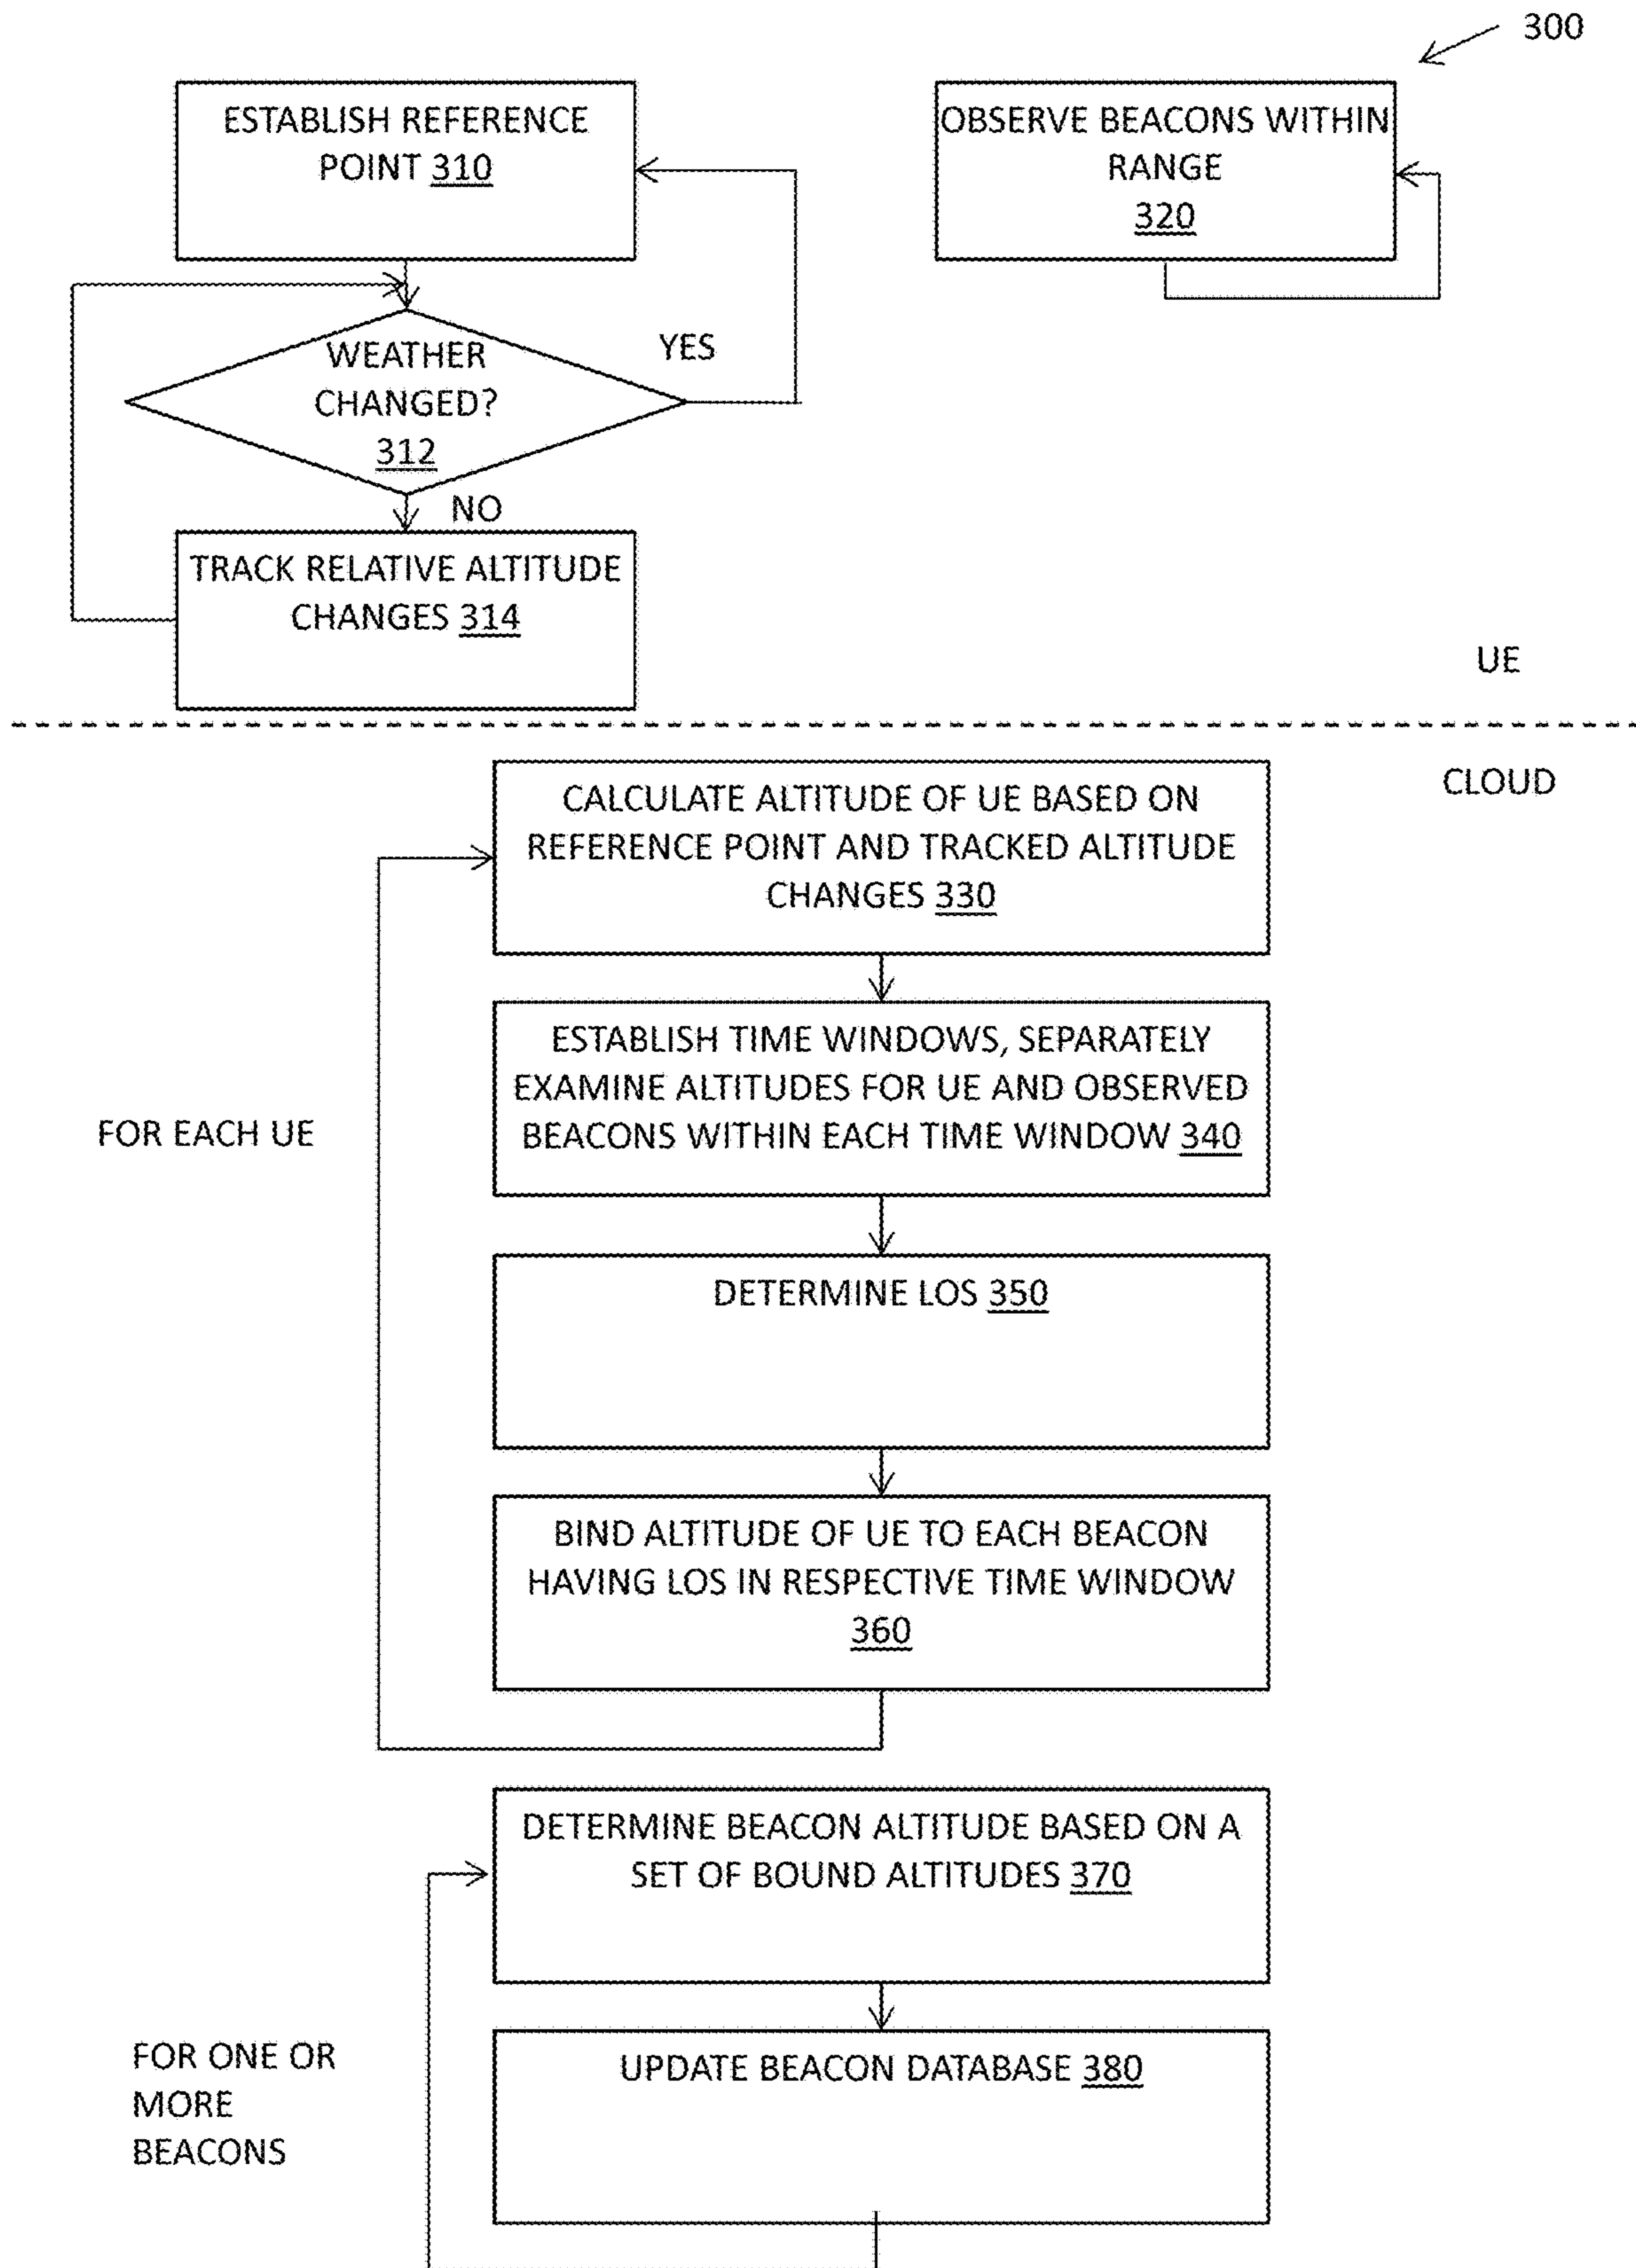 300
ESTABLISH REFERENCE
POINT 310
OBSERVE BEACONS WITHIN
RANGE
320
WEATHER
CHANGED?
312
YES
NO
TRACK RELATIVE ALTITUDE
CHANGES 314
UE
CLOUD
CALCULATE ALTITUDE OF UE BASED ON
REFERENCE POINT AND TRACKED ALTITUDE
CHANGES 330
ESTABLISH TIME WINDOWS, SEPARATELY
EXAMINE ALTITUDES FOR UE AND OBSERVED
BEACONS WITHIN EACH TIME WINDOW 340
FOR EACH UE
DETERMINE LOS 350
BIND ALTITUDE OF UE TO EACH BEACON
HAVING LOS IN RESPECTIVE TIME WINDOW
360
DETERMINE BEACON ALTITUDE BASED ON A
SET OF BOUND ALTITUDES 370
FOR ONE OR
MORE
BEACONS
UPDATE BEACON DATABASE 380